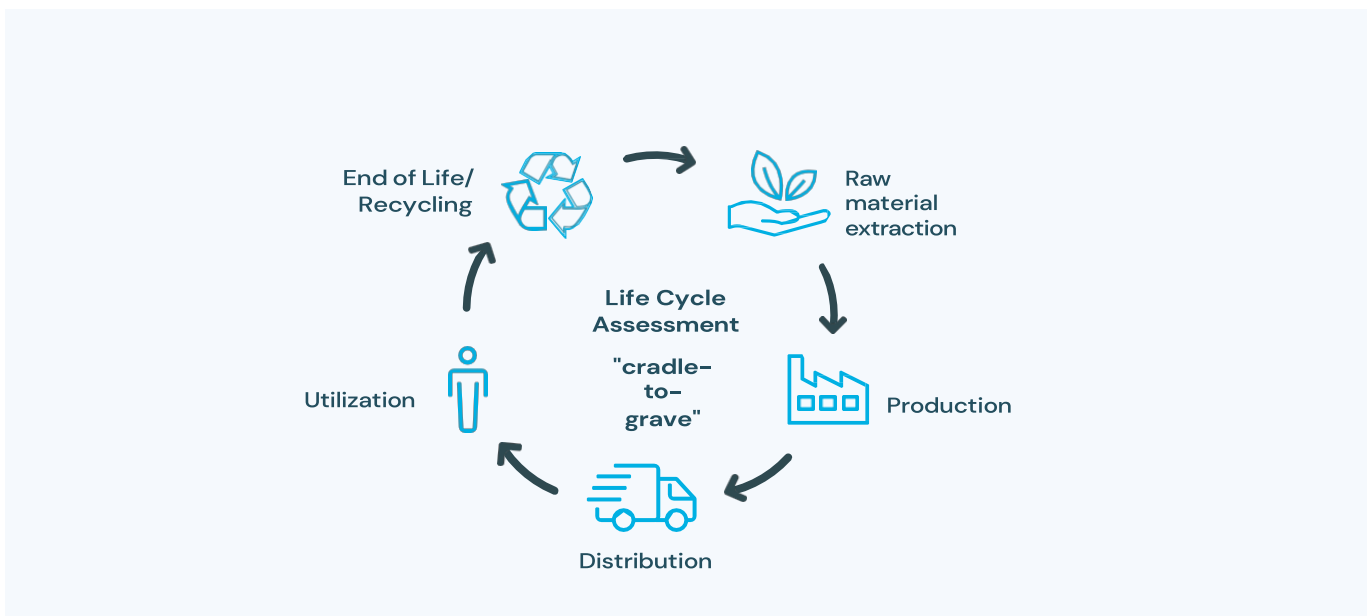 End of Life/
Recycling
Raw
material
extraction
Life Cycle
Assessment
"cradle-
to-
grave"
Utilization
Production
Distribution